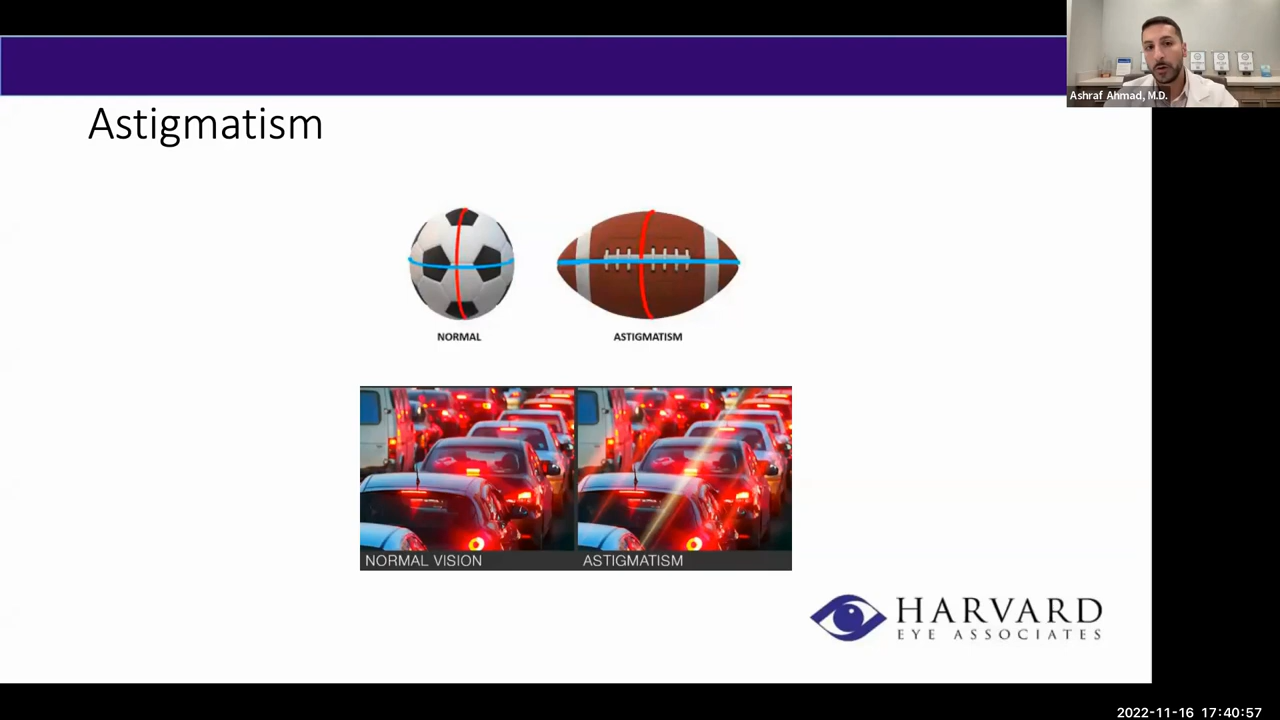 Ashraf Ahmad, M.D.
Astigmatism
NORMAL
ASTIGMATISM
NORMAL VISION
ASTIGMATISM
HARVARD
EYE ASSOCIATES
2022-11-16 17:40:57